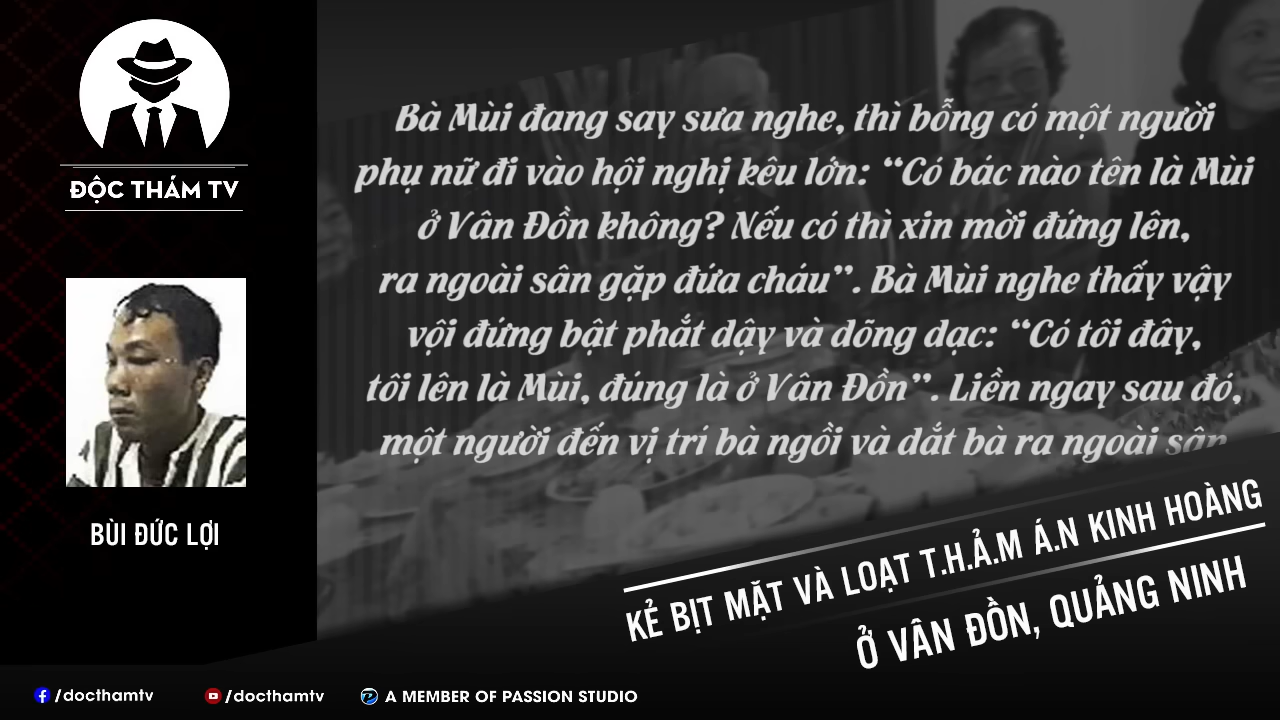 ĐỘC THÁM TV
BÙI ĐỨC LỢI
Bà Mùi đang say sưa nghe, thì bỗng có một người
phụ nữ đi vào hội nghị kêu lớn: “Có bác nào tên là Mùi
ở Vân Đồn không? Nếu có thì xin mời đứng lên,
ra ngoài sân gặp đứa cháu”. Bà Mùi nghe thấy vậy
vội đứng bật phắt dậy và dõng dạc: “Có tôi đây,
tôi lên là Mùi, đúng là ở Vân Đồn”. Liền ngay sau đó,
một người đến vị trí bà ngồi và dắt bà ra ngoài sân
KẺ BỊT MẶT VÀ LOẠT T.H.Ả.M Á.N KINH HOÀNG
Ở VÂN ĐỒN, QUẢNG NINH
/docthamtv
/docthamtv
A MEMBER OF PASSION STUDIO